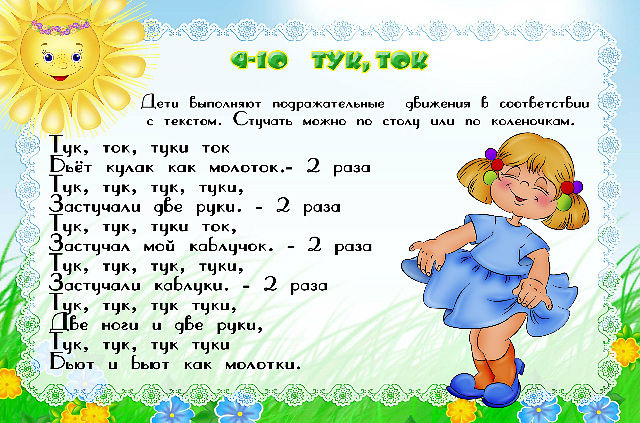 4-10 ТУК, ТОК
Дети выполняют подражательные движения в соответствии
с текстом. Стучать можно по столу или по коленочкам.
Тук, ток, туки ток
Бьёт кулак как молоток.- 2 раза
Тук, тук, тук, туки,
Застучали две руки. - 2 раза
Тук, тук, туки ток,
Застучал мой каблучок. - 2 раза
Тук, тук, тук, туки,
Застучали каблуки. - 2 раза
Тук, тук, тук туки,
Две ноги и две руки,
Тук, тук, тук туки
Бьют и бьют как молотки.